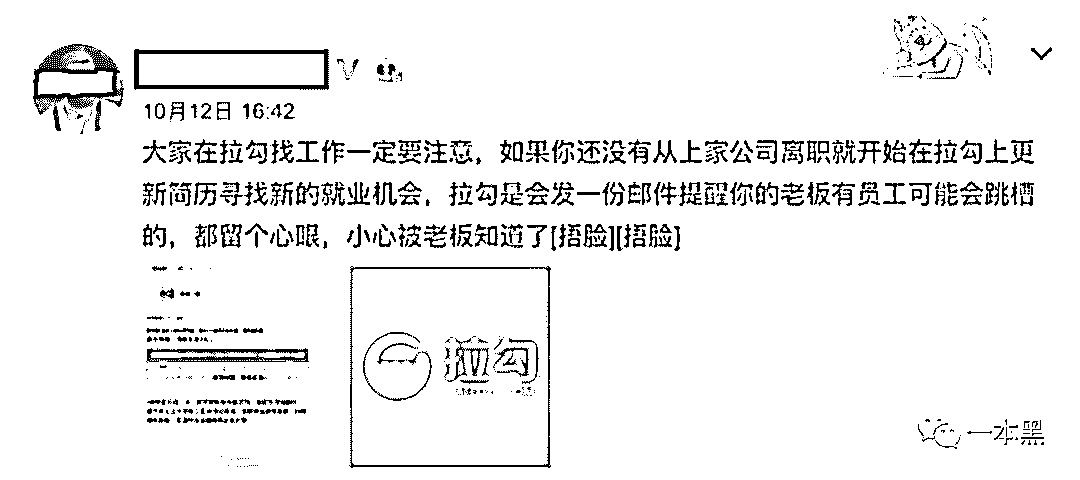 10月12日 16:42
大家在拉勾找工作一定要注意，如果你还没有从上家公司离职就开始在拉勾上更
新简历寻找新的就业机会，拉勾是会发一份邮件提醒你的老板有员工可能会跳槽
的，都留个心眼，小心被老板知道了[捂脸][捂脸]
拉勾
一本黑